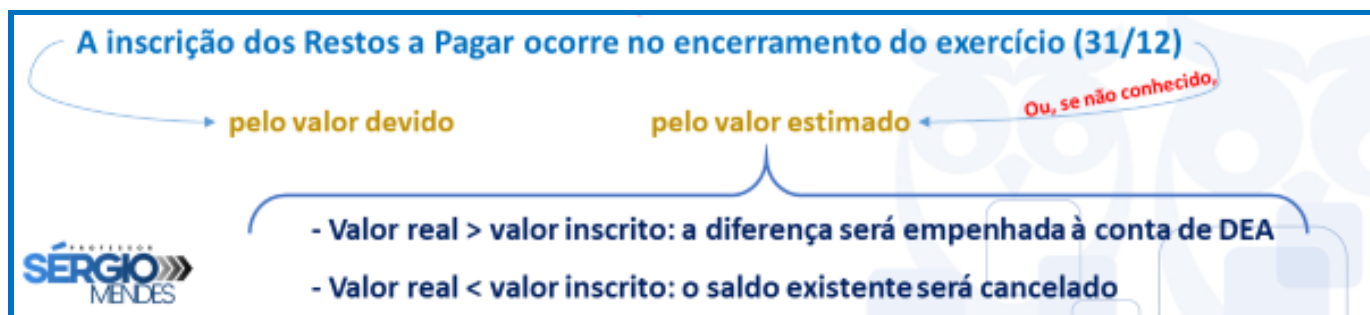 A inscrição dos Restos a Pagar ocorre no encerramento do exercício (31/12)
Ou, se não conhecido,
pelo valor devido
pelo valor estimado
- Valor real > valor inscrito: a diferença será empenhada à conta de DEA
PROFESSOR
SÉRGIO
MENDES
- Valor real < valor inscrito: o saldo existente será cancelado